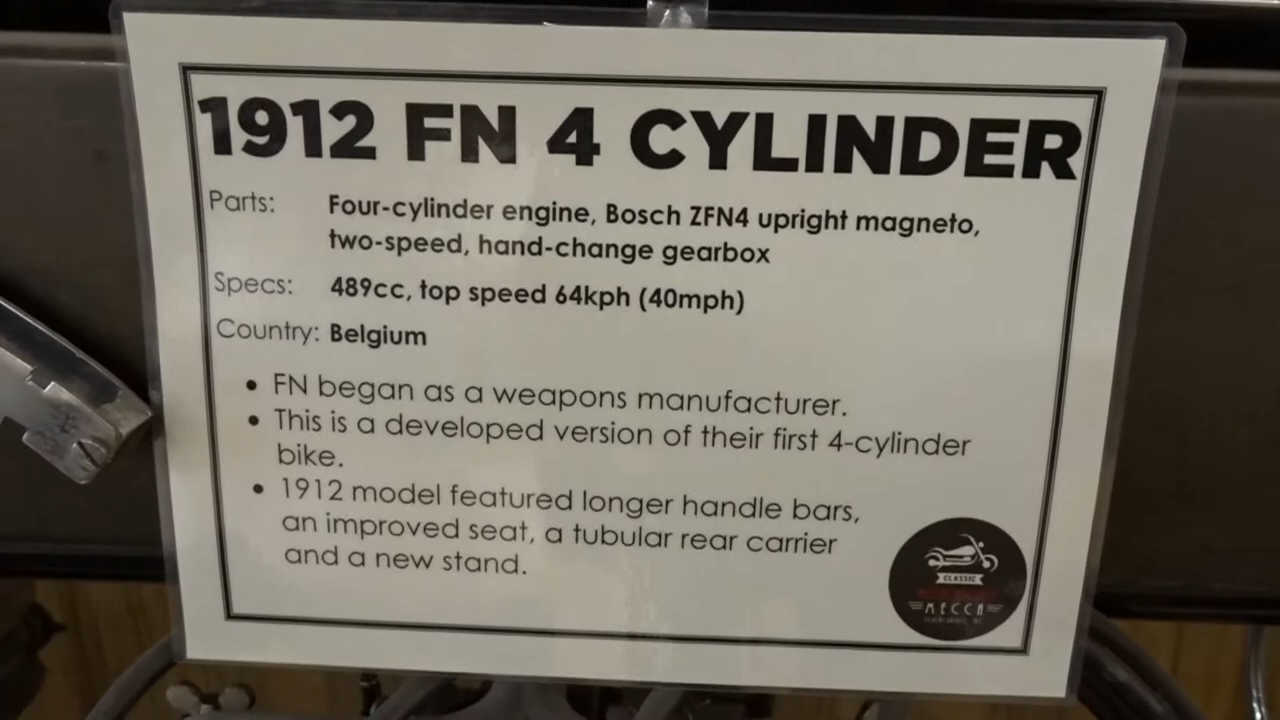 1912 FN 4 CYLINDER
Parts: Four-cylinder engine, Bosch ZFN4 upright magneto,
two-speed, hand-change gearbox
Specs: 489cc, top speed 64kph (40mph)
Country: Belgium
• FN began as a weapons manufacturer.
• This is a developed version of their first 4-cylinder
bike.
• 1912 model featured longer handle bars,
an improved seat, a tubular rear carrier
and a new stand.
CLASSIC
MECCA